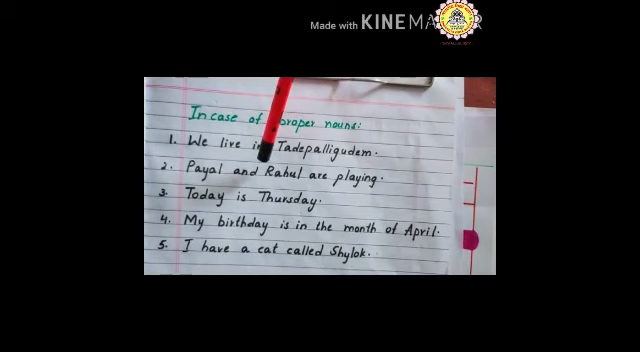 Made with KINEMA
In case of proper nouns:
1. We live in Tadepalligudem.
2. Payal and Rahul are playing.
3. Today is Thursday.
4. My birthday is in the month of April.
5. I have a cat called Shylok.